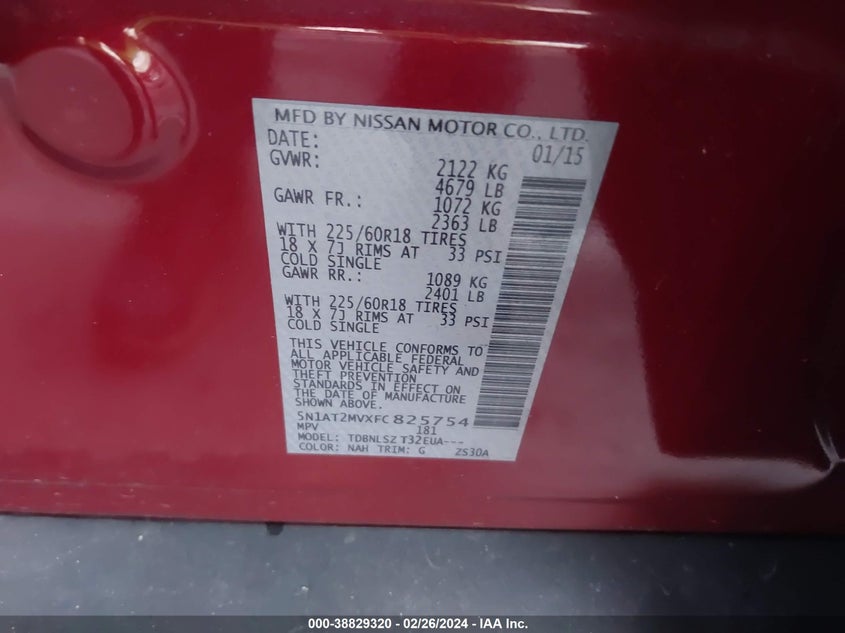 MFD BY NISSAN MOTOR CO., LTD.
DATE: 01/15
GVWR: 2122 KG
4679 LB
GAWR FR.: 1072 KG
2363 LB
WITH 225/60R18 TIRES
18 X 7J RIMS AT 33 PSI
COLD SINGLE
GAWR RR.: 1089 KG
2401 LB
WITH 225/60R18 TIRES
18 X 7J RIMS AT 33 PSI
COLD SINGLE
THIS VEHICLE CONFORMS TO
ALL APPLICABLE FEDERAL
MOTOR VEHICLE SAFETY AND
THEFT PREVENTION
STANDARDS IN EFFECT ON
THE DATE OF MANUFACTURE
SHOWN ABOVE.
5N1AT2MVXFC825754
MPV 181
MODEL: TDBNLSZ T32EUA---
COLOR: NAH TRIM: G ZS30A
000-38829320 - 02/26/2024 - IAA Inc.